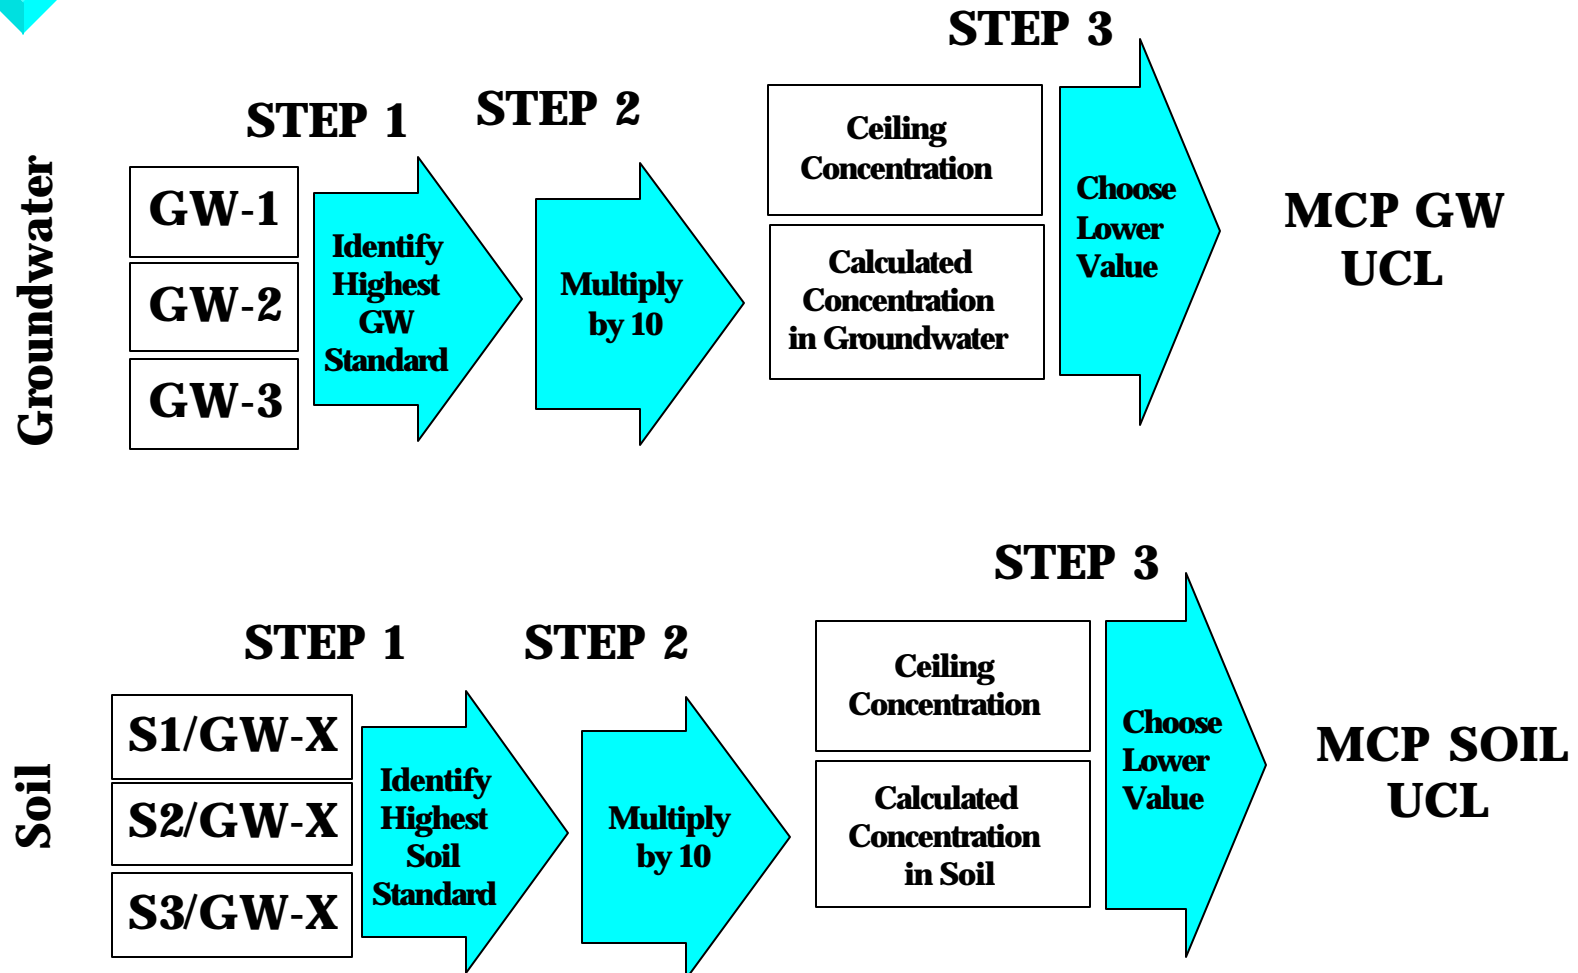 Groundwater
STEP 1
STEP 2
STEP 3
GW-1
GW-2
GW-3
Identify
Highest
GW
Standard
Multiply
by 10
Ceiling
Concentration
Calculated
Concentration
in Groundwater
Choose
Lower
Value
MCP GW
UCL
Soil
STEP 1
STEP 2
STEP 3
S1/GW-X
S2/GW-X
S3/GW-X
Identify
Highest
Soil
Standard
Multiply
by 10
Ceiling
Concentration
Calculated
Concentration
in Soil
Choose
Lower
Value
MCP SOIL
UCL